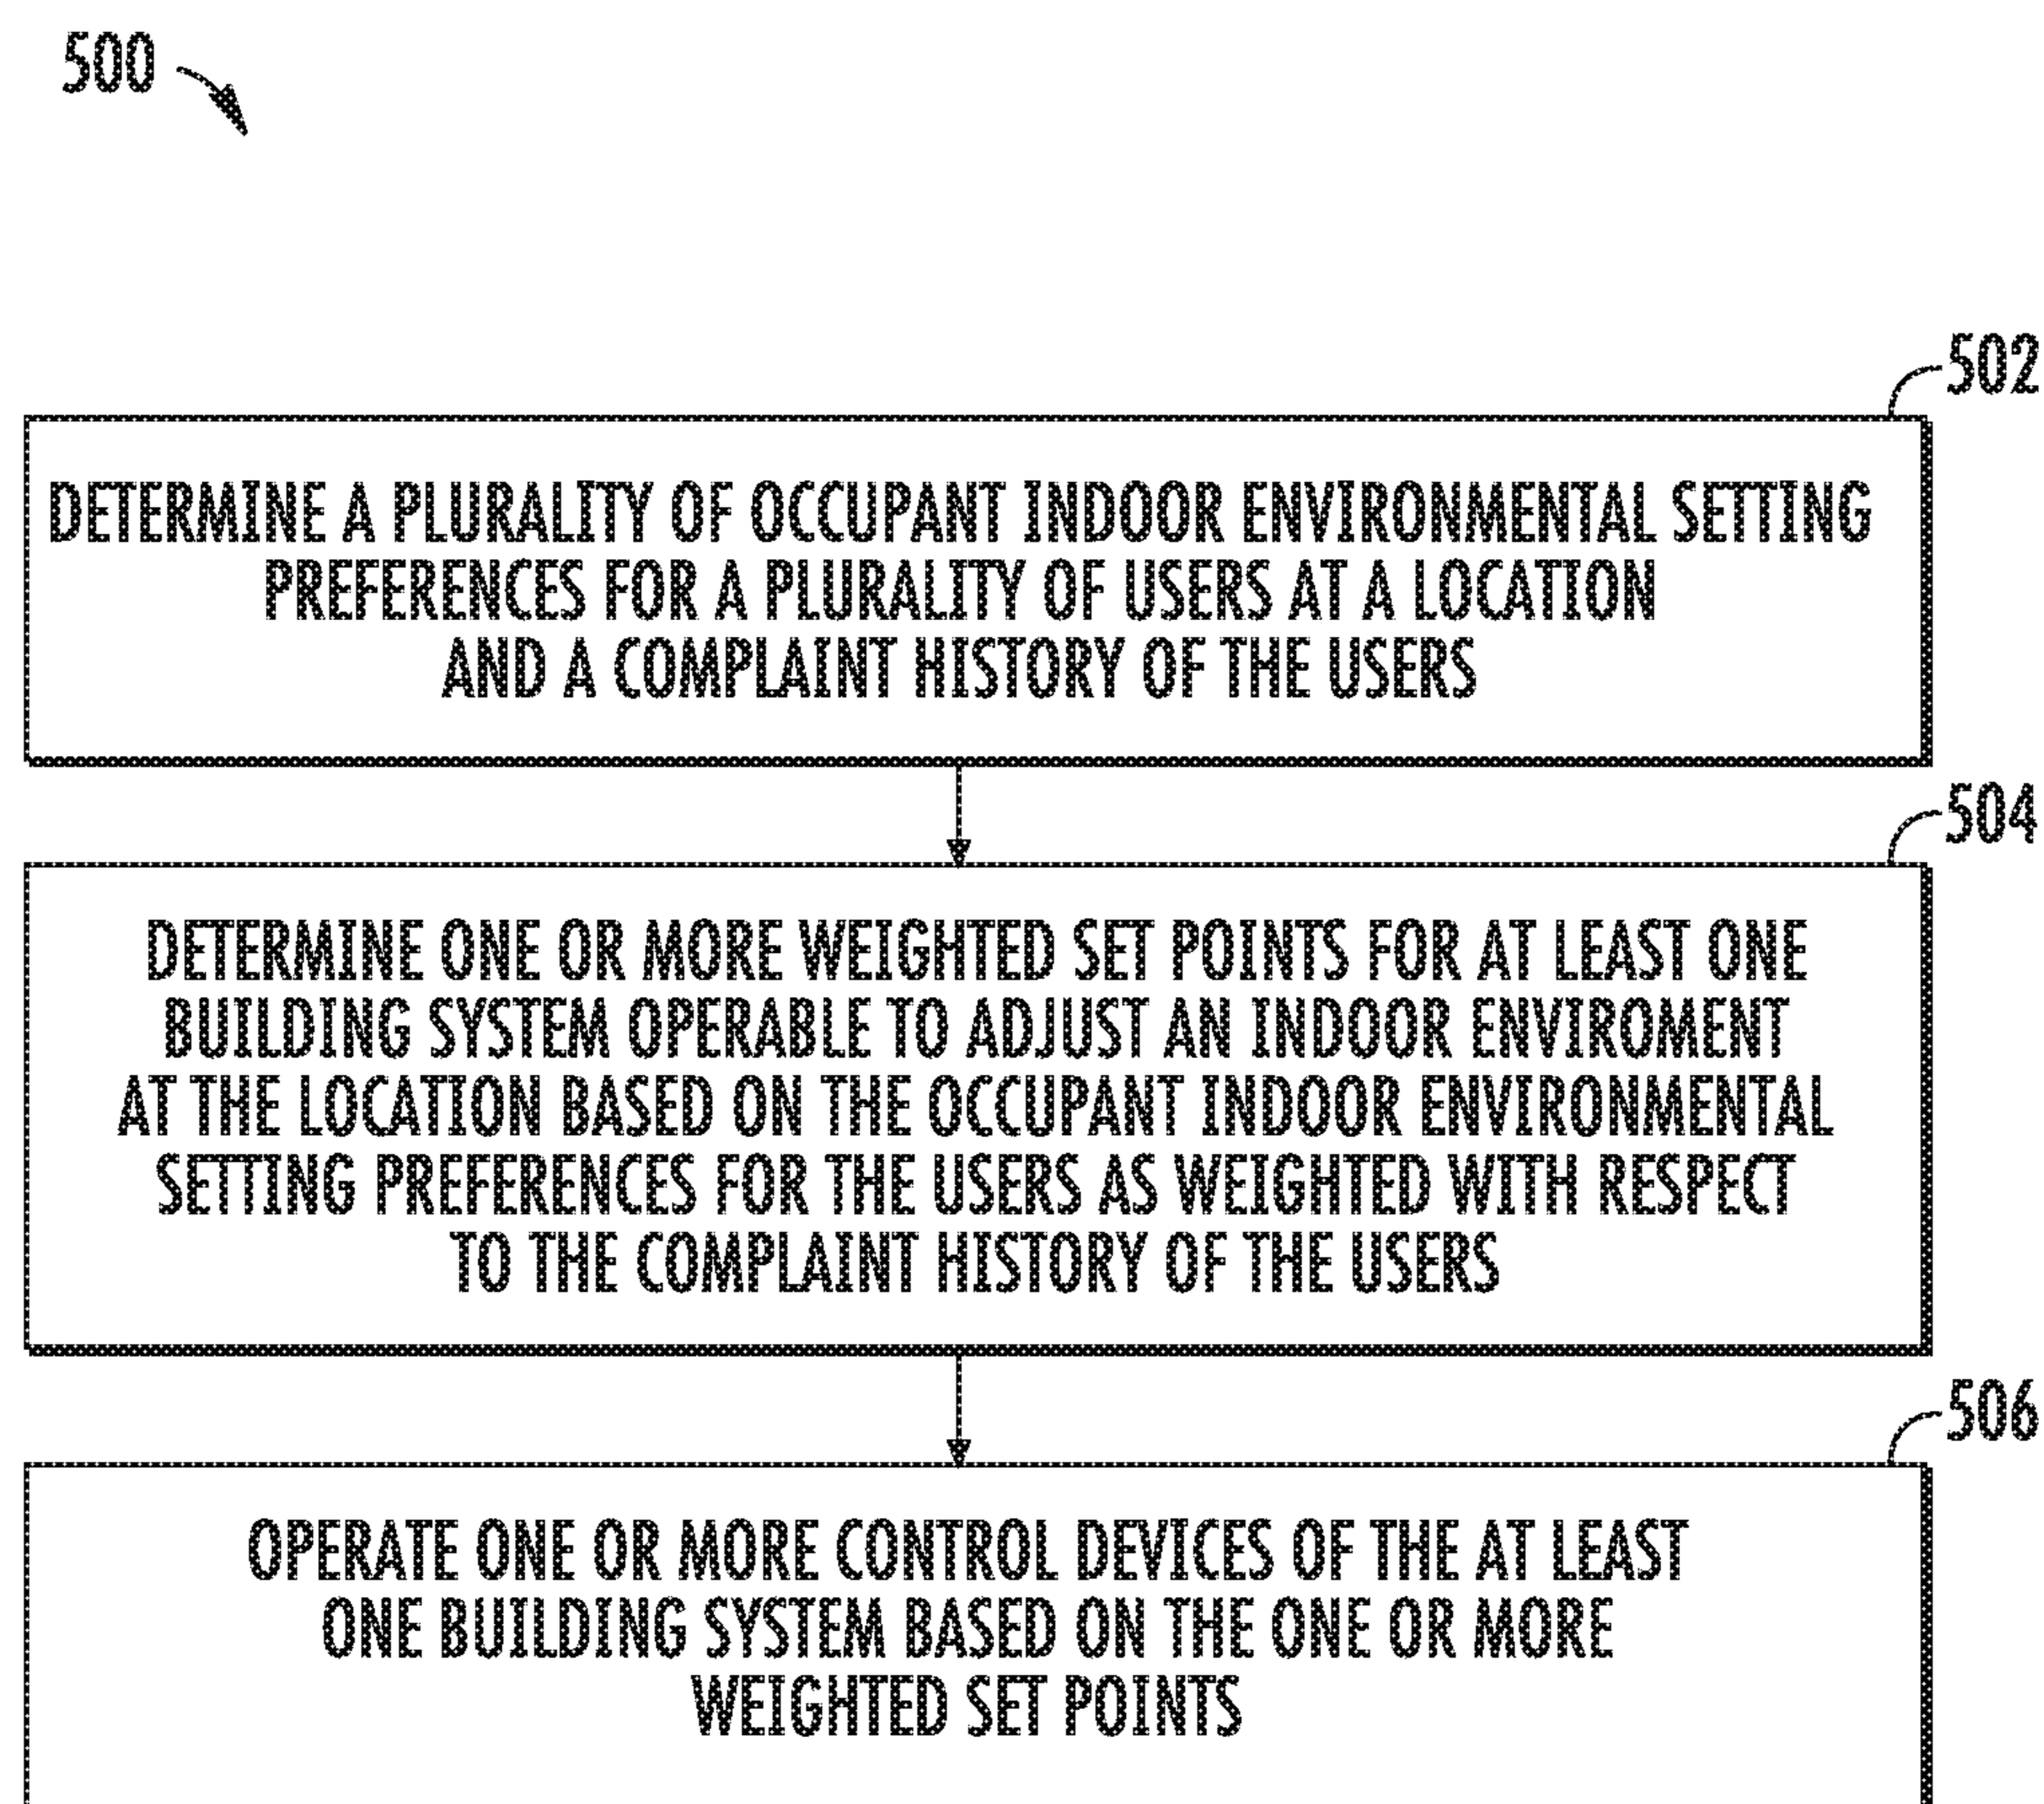 500
502
DETERMINE A PLURALITY OF OCCUPANT INDOOR ENVIRONMENTAL SETTING
PREFERENCES FOR A PLURALITY OF USERS AT A LOCATION
AND A COMPLAINT HISTORY OF THE USERS
504
DETERMINE ONE OR MORE WEIGHTED SET POINTS FOR AT LEAST ONE
BUILDING SYSTEM OPERABLE TO ADJUST AN INDOOR ENVIROMENT
AT THE LOCATION BASED ON THE OCCUPANT INDOOR ENVIRONMENTAL
SETTING PREFERENCES FOR THE USERS AS WEIGHTED WITH RESPECT
TO THE COMPLAINT HISTORY OF THE USERS
506
OPERATE ONE OR MORE CONTROL DEVICES OF THE AT LEAST
ONE BUILDING SYSTEM BASED ON THE ONE OR MORE
WEIGHTED SET POINTS